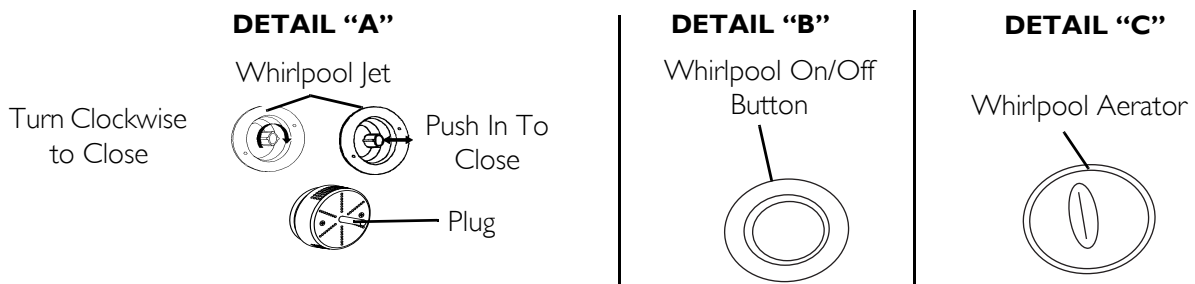 DETAIL “A”
Whirlpool Jet
Turn Clockwise
to Close
Push In To
Close
Plug
DETAIL “B”
Whirlpool On/Off
Button
DETAIL “C”
Whirlpool Aerator